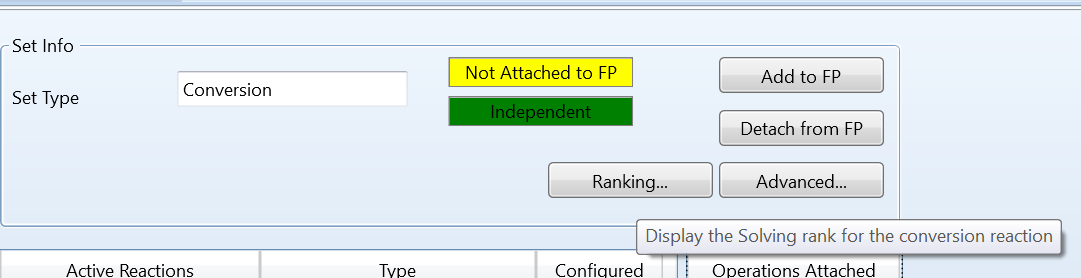 Set Info
Set Type
Conversion
Not Attached to FP
Independent
Add to FP
Detach from FP
Ranking...
Advanced...
Display the Solving rank for the conversion reaction
Active Reactions
Type
Configured
Operations Attached